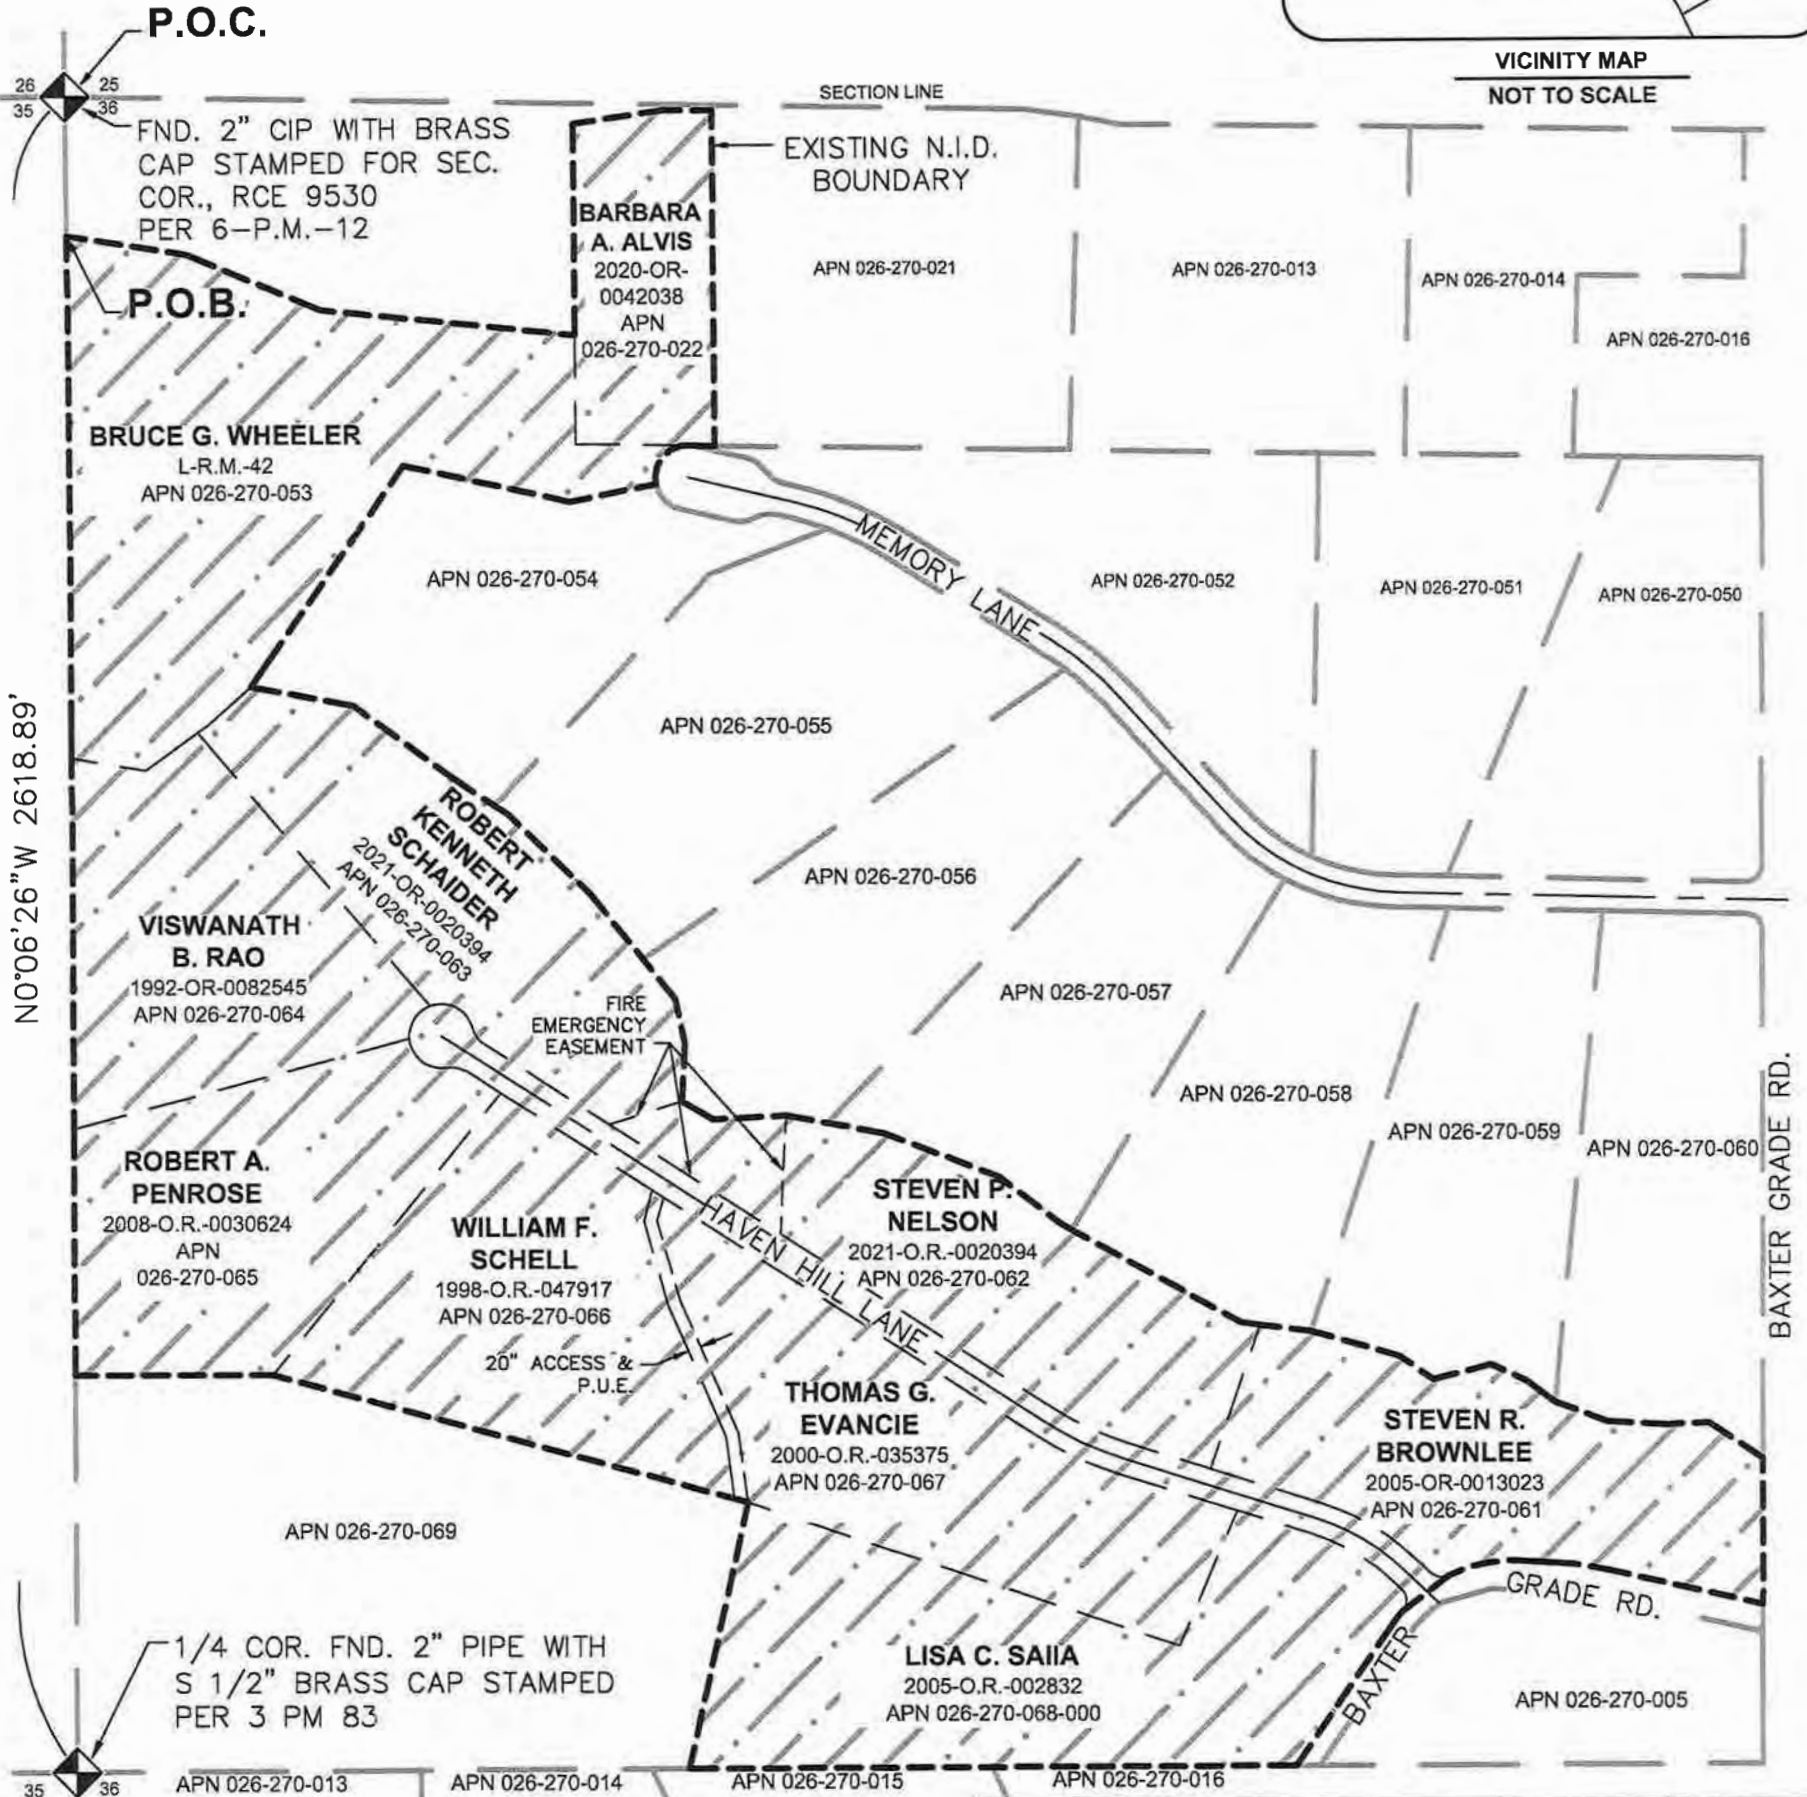 P.O.C.
VICINITY MAP
NOT TO SCALE
26 25
35 36
SECTION LINE
FND. 2" CIP WITH BRASS
CAP STAMPED FOR SEC.
COR., RCE 9530
PER 6-P.M.-12
EXISTING N.I.D.
BOUNDARY
BARBARA
A. ALVIS
2020-OR-
0042038
APN
026-270-022
APN 026-270-021
APN 026-270-013
APN 026-270-014
APN 026-270-016
P.O.B.
BRUCE G. WHEELER
L-R.M.-42
APN 026-270-053
APN 026-270-054
MEMORY LANE
APN 026-270-052
APN 026-270-051
APN 026-270-050
N0°06'26"W 2618.89'
APN 026-270-055
ROBERT
KENNETH
SCHAIDER
2021-OR-0020394
APN 026-270-063
APN 026-270-056
VISWANATH
B. RAO
1992-OR-0082545
APN 026-270-064
FIRE
EMERGENCY
EASEMENT
APN 026-270-057
APN 026-270-058
APN 026-270-059
APN 026-270-060
BAXTER GRADE RD.
ROBERT A.
PENROSE
2008-O.R.-0030624
APN
026-270-065
WILLIAM F.
SCHELL
1998-O.R.-047917
APN 026-270-066
HAVEN HILL LANE
STEVEN P.
NELSON
2021-O.R.-0020394
APN 026-270-062
20" ACCESS &
P.U.E.
THOMAS G.
EVANCIE
2000-O.R.-035375
APN 026-270-067
STEVEN R.
BROWNLEE
2005-OR-0013023
APN 026-270-061
APN 026-270-069
BAXTER GRADE RD.
1/4 COR. FND. 2" PIPE WITH
S 1/2" BRASS CAP STAMPED
PER 3 PM 83
LISA C. SAIIA
2005-O.R.-002832
APN 026-270-068-000
APN 026-270-005
35 36
APN 026-270-013
APN 026-270-014
APN 026-270-015
APN 026-270-016